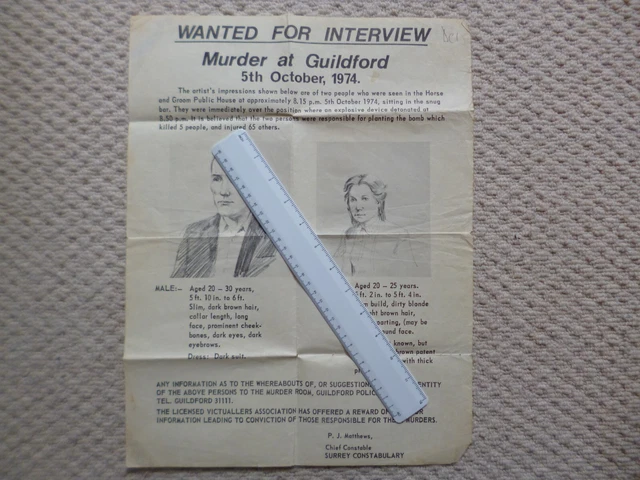 WANTED FOR INTERVIEW
Murder at Guildford
5th October, 1974.
The artist's impressions shown below are of two people who were seen in the Horse
and Groom Public House at approximately 8.15 p.m. 5th October 1974, sitting in the snug
bar. They were immediately over the position where an explosive device detonated at
8.50 p.m. It is believed that the two persons were responsible for planting the bomb which
killed 5 people, and injured 65 others.
MALE:- Aged 20 - 30 years,
5ft. 10 in. to 6ft.
Slim, dark brown hair,
collar length, long
face, prominent cheek-
bones, dark eyes, dark
eyebrows.
Dress: Dark suit.
Aged 20 - 25 years.
ft. 2 in. to 5ft. 4 in.
build, dirty blonde
ght brown hair,
parting, (may be
und face.
known, but
brown patent
with thick
ANY INFORMATION AS TO THE WHEREABOUTS OF, OR SUGGESTION ENTITY
OF THE ABOVE PERSONS TO THE MURDER ROOM, GUILDFORD POLIC
TEL. GUILDFORD 31111.
THE LICENSED VICTUALLERS ASSOCIATION HAS OFFERED A REWARD OF
INFORMATION LEADING TO CONVICTION OF THOSE RESPONSIBLE FOR THE MURDERS.
P. J. Matthews,
Chief Constable
SURREY CONSTABULARY